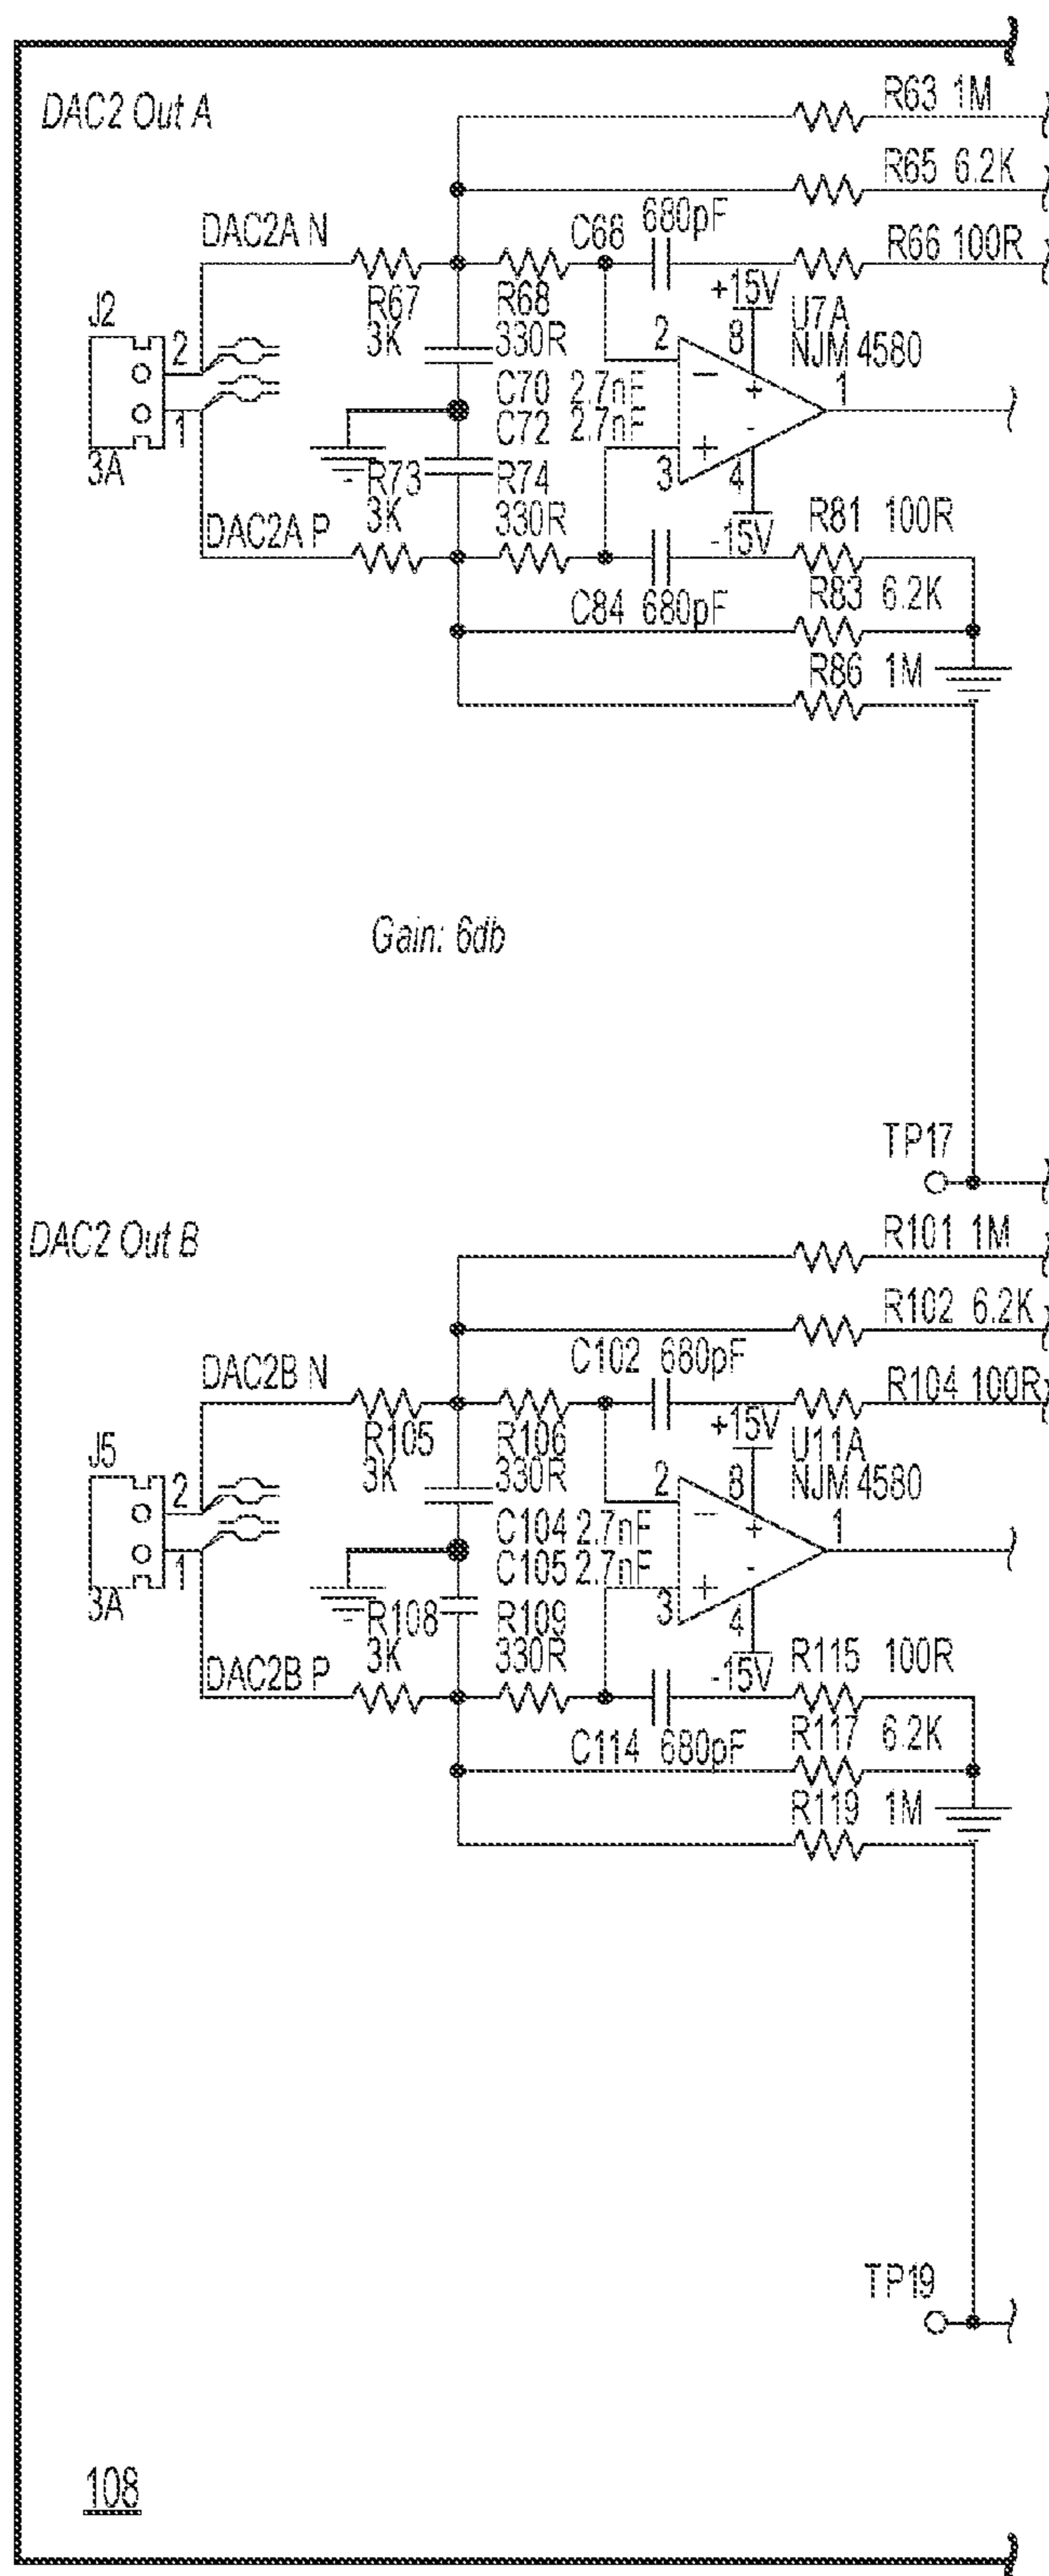 DAC2 Out A
R63 1M
R65 6.2K
680pF
C68
R66 100R
DAC2A N
+15V
J2
R67
R68
U7A
2
3K
330R
2
8
NJM 4580
C70 2.7nF
1
+
-
+
-
C72 2.7nF
1
3A
R73
R74
3
4
3K
330R
R81 100R
DAC2A P
-15V
C84 680pF
R83 6.2K
R86 1M
Gain: 6db
TP17
DAC2 Out B
R101 1M
R102 6.2K
C102 680pF
DAC2B N
R104 100R
+15V
J5
R105
R106
U11A
2
3K
330R
2
8
NJM 4580
C104 2.7nF
1
+
-
+
-
C105 2.7nF
1
3A
R108
R109
3
4
3K
330R
R115 100R
DAC2B P
-15V
C114 680pF
R117 6.2K
R119 1M
TP19
108